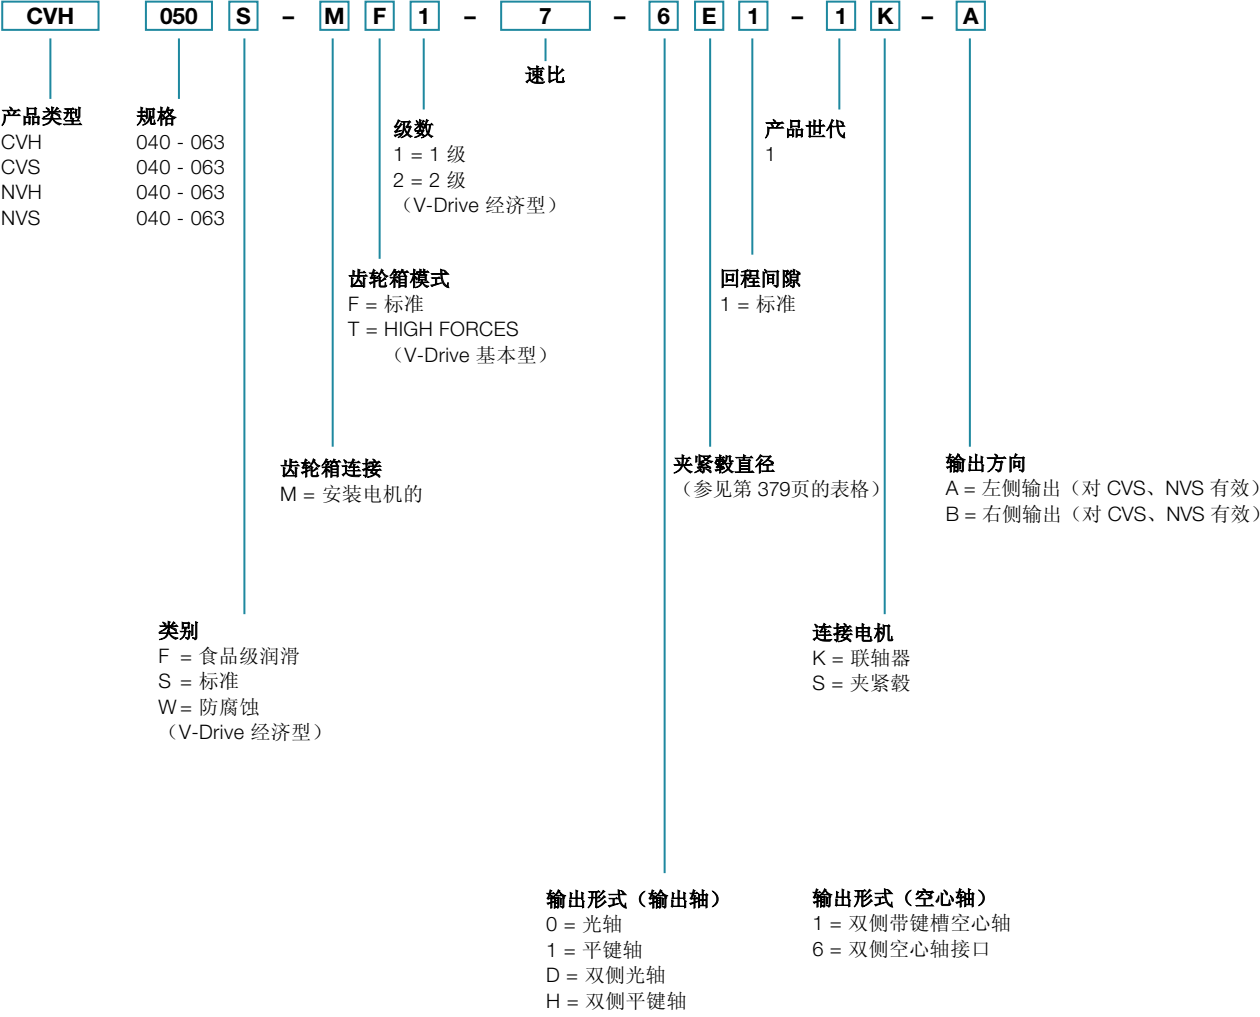 CVH 050 S – M F 1 – 7 – 6 E 1 – 1 K – A
速比
产品类型
CVH
CVS
NVH
NVS
规格
040 - 063
040 - 063
040 - 063
040 - 063
级数
1 = 1 级
2 = 2 级
（V-Drive 经济型）
产品世代
1
齿轮箱模式
F = 标准
T = HIGH FORCES
（V-Drive 基本型）
回程间隙
1 = 标准
齿轮箱连接
M = 安装电机的
夹紧毂直径
（参见第 379页的表格）
输出方向
A = 左侧输出（对 CVS、NVS 有效）
B = 右侧输出（对 CVS、NVS 有效）
类别
F = 食品级润滑
S = 标准
W = 防腐蚀
（V-Drive 经济型）
连接电机
K = 联轴器
S = 夹紧毂
输出形式（输出轴）
0 = 光轴
1 = 平键轴
D = 双侧光轴
H = 双侧平键轴
输出形式（空心轴）
1 = 双侧带键槽空心轴
6 = 双侧空心轴接口